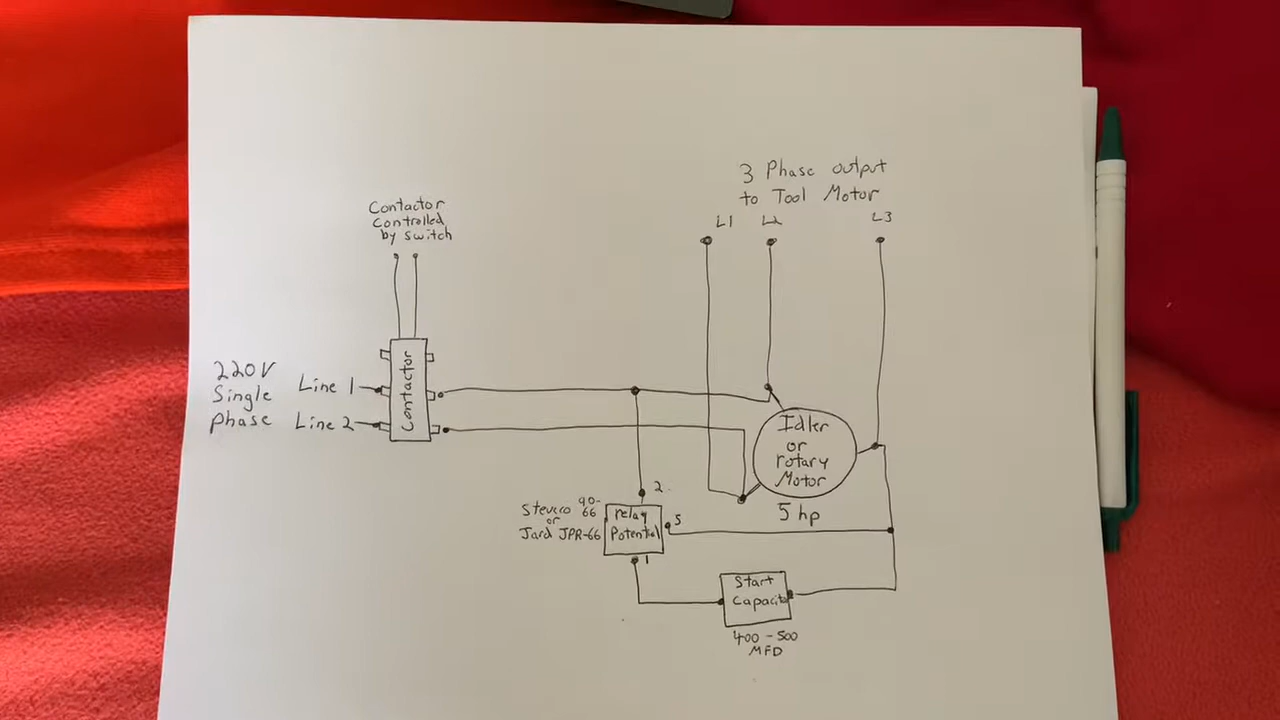 3 Phase output
to Tool Motor
L1 L2 L3
Contactor
controlled
by switch
220V
Single
phase
Line 1
Line 2
Contactor
Idler
or
rotary
Motor
5 hp
2
5
1
Steveco 90-
66
or
Jard JPR-66
relay
Potential
Start
Capacitor
400-500
MFD